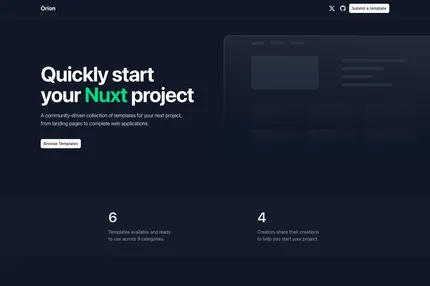 Orion
Submit a template
Quickly start
your Nuxt project
A community-driven collection of templates for your next project,
from landing pages to complete web applications.
Browse Templates
6
Templates available and ready
to use across 9 categories.
4
Creators share their creations
to help you start your project.